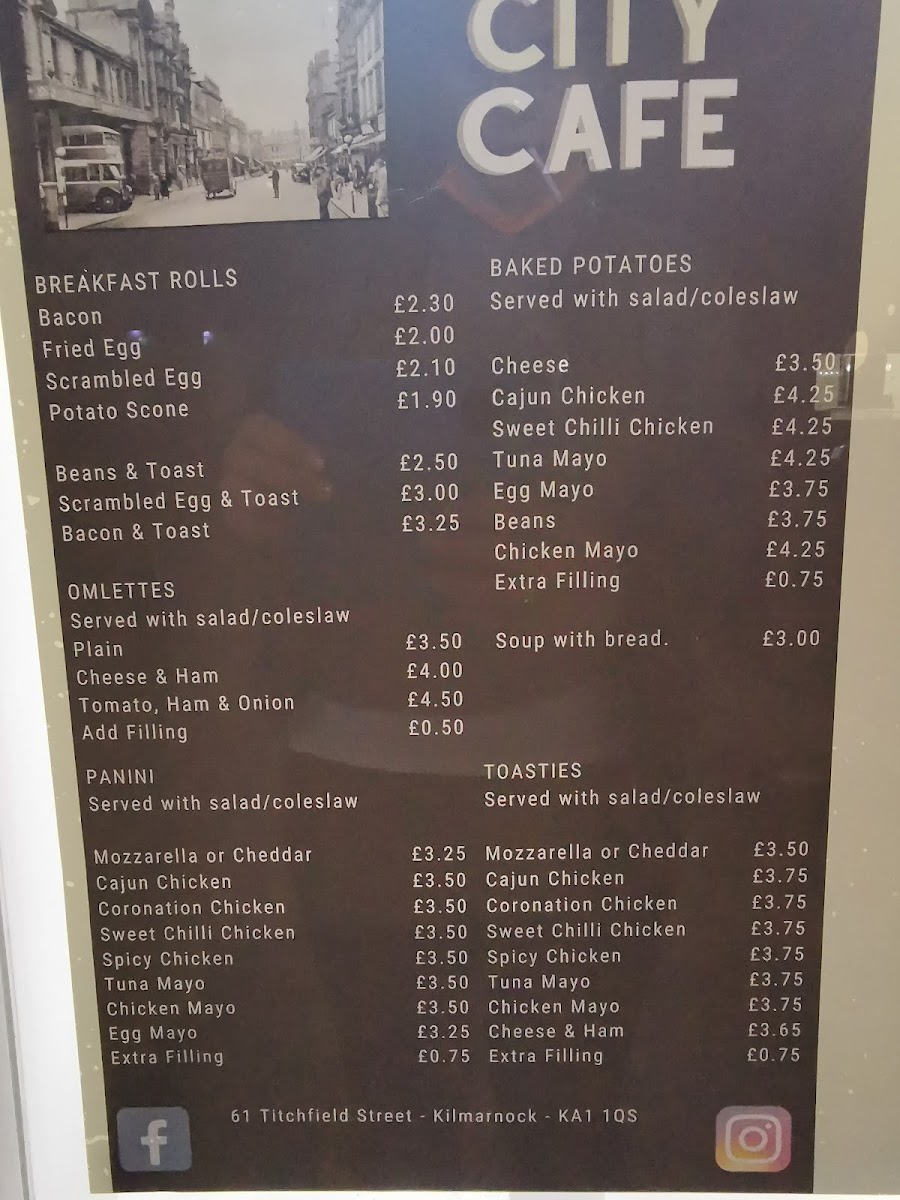 CITY
CAFE
BREAKFAST ROLLS
Bacon £2.30
Fried Egg £2.00
Scrambled Egg £2.10
Potato Scone £1.90
Beans & Toast £2.50
Scrambled Egg & Toast £3.00
Bacon & Toast £3.25
OMLETTES
Served with salad/coleslaw
Plain £3.50
Cheese & Ham £4.00
Tomato, Ham & Onion £4.50
Add Filling £0.50
BAKED POTATOES
Served with salad/coleslaw
Cheese £3.50
Cajun Chicken £4.25
Sweet Chilli Chicken £4.25
Tuna Mayo £4.25
Egg Mayo £3.75
Beans £3.75
Chicken Mayo £4.25
Extra Filling £0.75
Soup with bread. £3.00
PANINI
Served with salad/coleslaw
Mozzarella or Cheddar £3.25
Cajun Chicken £3.50
Coronation Chicken £3.50
Sweet Chilli Chicken £3.50
Spicy Chicken £3.50
Tuna Mayo £3.50
Chicken Mayo £3.50
Egg Mayo £3.25
Extra Filling £0.75
TOASTIES
Served with salad/coleslaw
Mozzarella or Cheddar £3.50
Cajun Chicken £3.75
Coronation Chicken £3.75
Sweet Chilli Chicken £3.75
Spicy Chicken £3.75
Tuna Mayo £3.75
Chicken Mayo £3.75
Cheese & Ham £3.65
Extra Filling £0.75
61 Titchfield Street - Kilmarnock - KA1 1QS